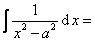 ∫ 1/(x² − a²) dx =